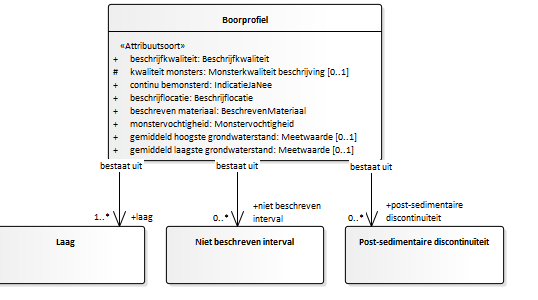 Boorprofiel
«Attribuutsoort»
+ beschrijfkwaliteit: Beschrijfkwaliteit
# kwaliteit monsters: Monsterkwaliteit beschrijving [0..1]
+ continu bemonsterd: IndicatieJaNee
+ beschrijflocatie: Beschrijflocatie
+ beschreven materiaal: BeschrevenMateriaal
+ monstervochtigheid: Monstervochtigheid
+ gemiddeld hoogste grondwaterstand: Meetwaarde [0..1]
+ gemiddeld laagste grondwaterstand: Meetwaarde [0..1]
bestaat uit bestaat uit bestaat uit
1..* +laag
0..* +niet beschreven
interval
0..* +post-sedimentaire
discontinuiteit
Laag
Niet beschreven interval
Post-sedimentaire discontinuiteit